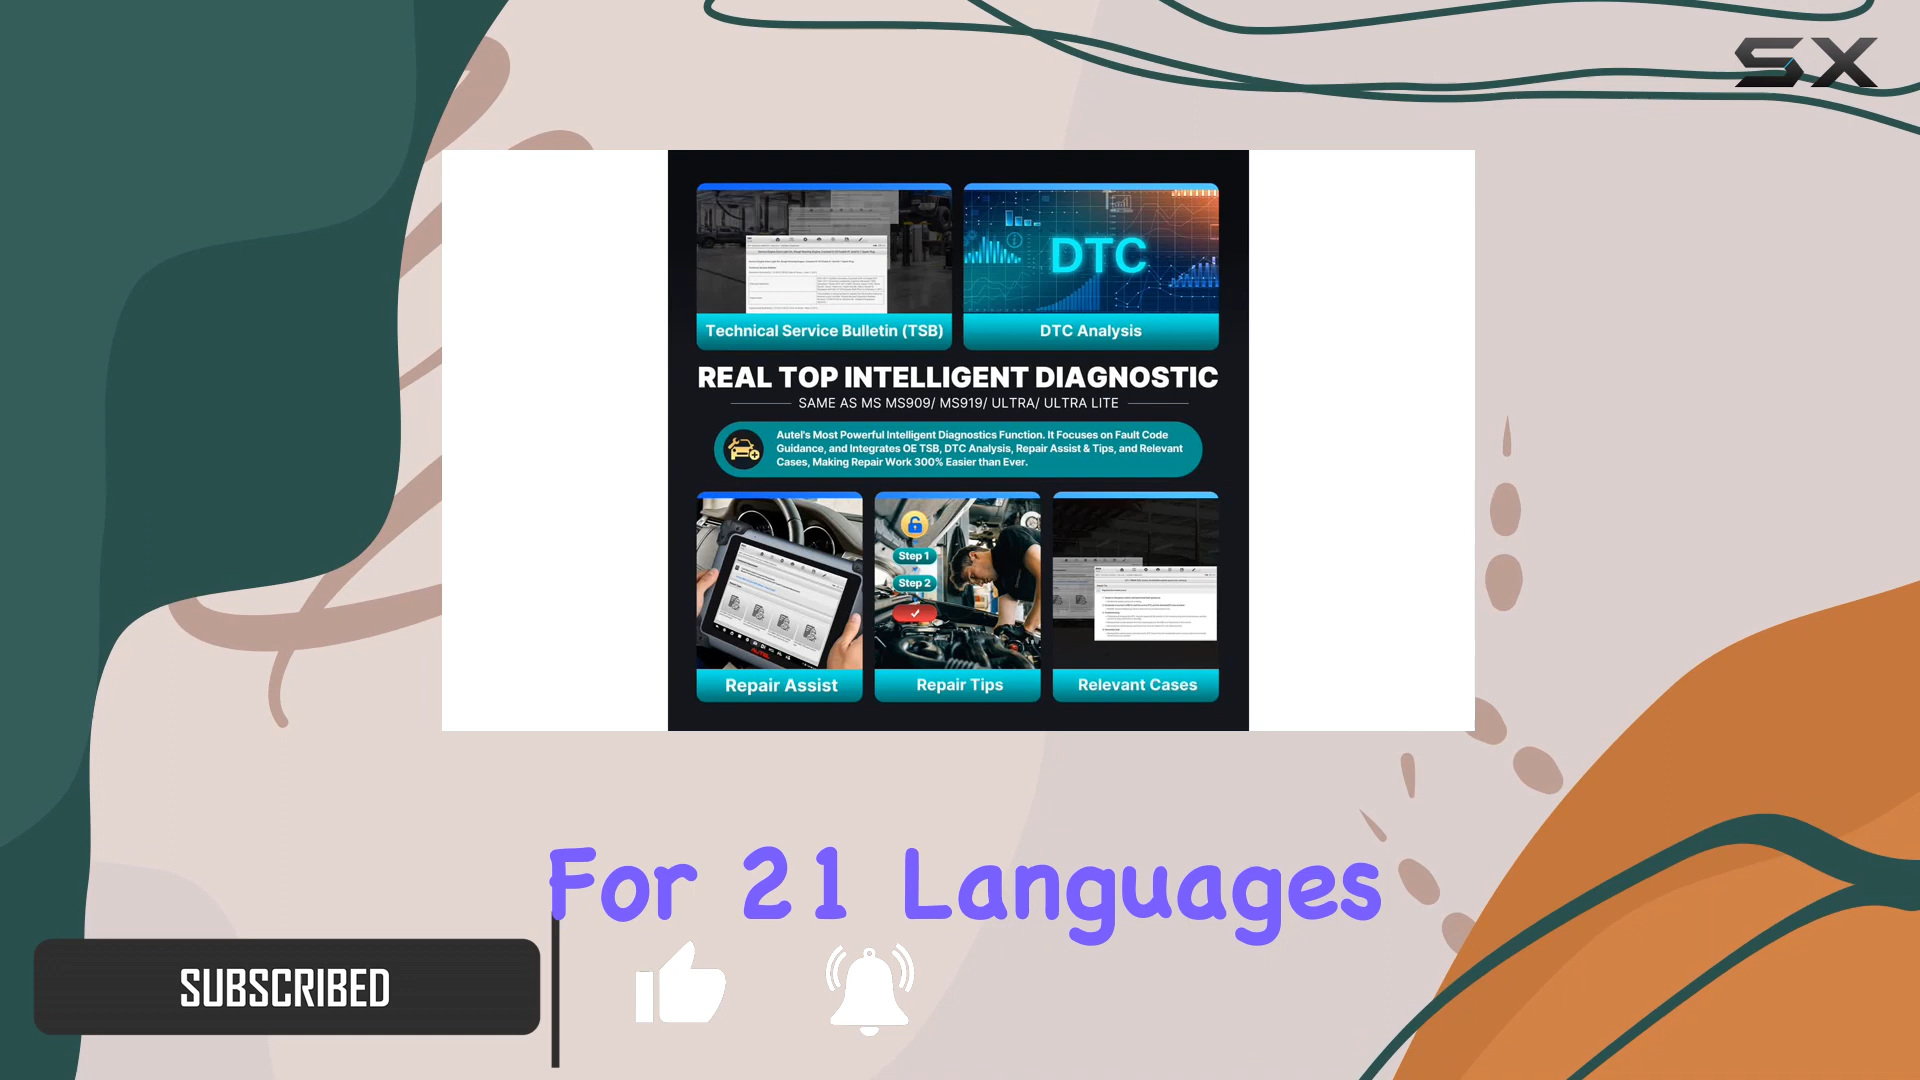 SX
DTC
Technical Service Bulletin (TSB)
DTC Analysis
REAL TOP INTELLIGENT DIAGNOSTIC
SAME AS MS MS909/ MS919/ ULTRA/ ULTRA LITE
Autel's Most Powerful Intelligent Diagnostics Function. It Focuses on Fault Code
Guidance, and Integrates OE TSB, DTC Analysis, Repair Assist & Tips, and Relevant
Cases, Making Repair Work 300% Easier than Ever.
Step 1
Step 2
AUTEL
Repair Assist
Repair Tips
Relevant Cases
For 21 Languages
SUBSCRIBED